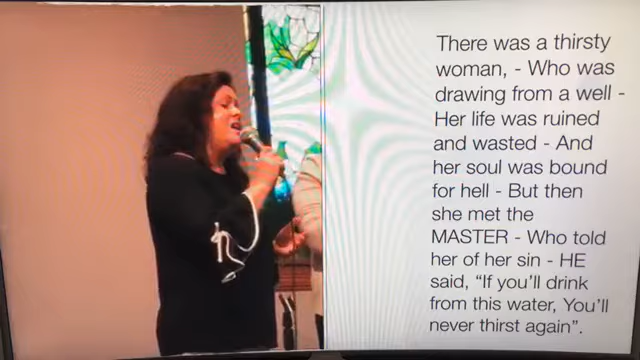 There was a thirsty
woman, - Who was
drawing from a well -
Her life was ruined
and wasted - And
her soul was bound
for hell - But then
she met the
MASTER - Who told
her of her sin - HE
said, “If you’ll drink
from this water, You’ll
never thirst again”.